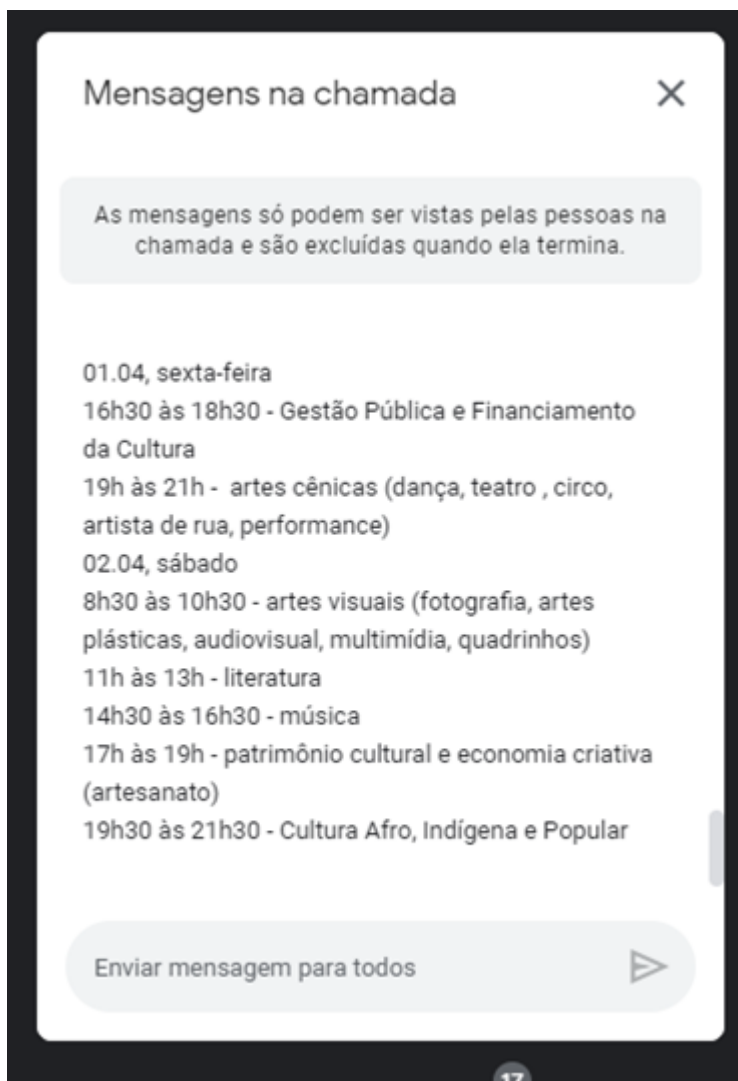 Mensagens na chamada
As mensagens só podem ser vistas pelas pessoas na
chamada e são excluídas quando ela termina.
01.04, sexta-feira
16h30 às 18h30 - Gestão Pública e Financiamento
da Cultura
19h às 21h -  artes cênicas (dança, teatro , circo,
artista de rua, performance)
02.04, sábado
8h30 às 10h30 - artes visuais (fotografia, artes
plásticas, audiovisual, multimídia, quadrinhos)
11h às 13h - literatura
14h30 às 16h30 - música
17h às 19h - patrimônio cultural e economia criativa
(artesanato)
19h30 às 21h30 - Cultura Afro, Indígena e Popular
Enviar mensagem para todos
17